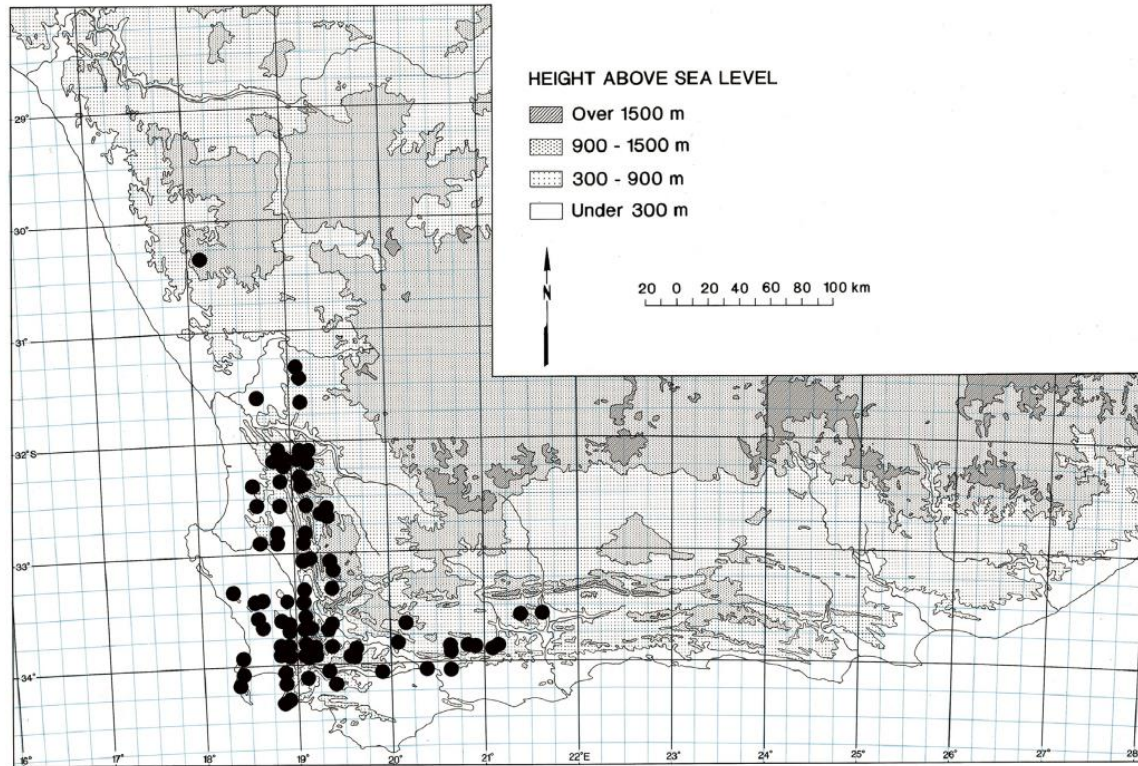 HEIGHT ABOVE SEA LEVEL
Over 1500 m
900 - 1500 m
300 - 900 m
Under 300 m
N
20 0 20 40 60 80 100 km
29°
30°
31°
32°S
33°
34°
16° 17° 18° 19° 20° 21° 22°E 23° 24° 25° 26° 27° 28°